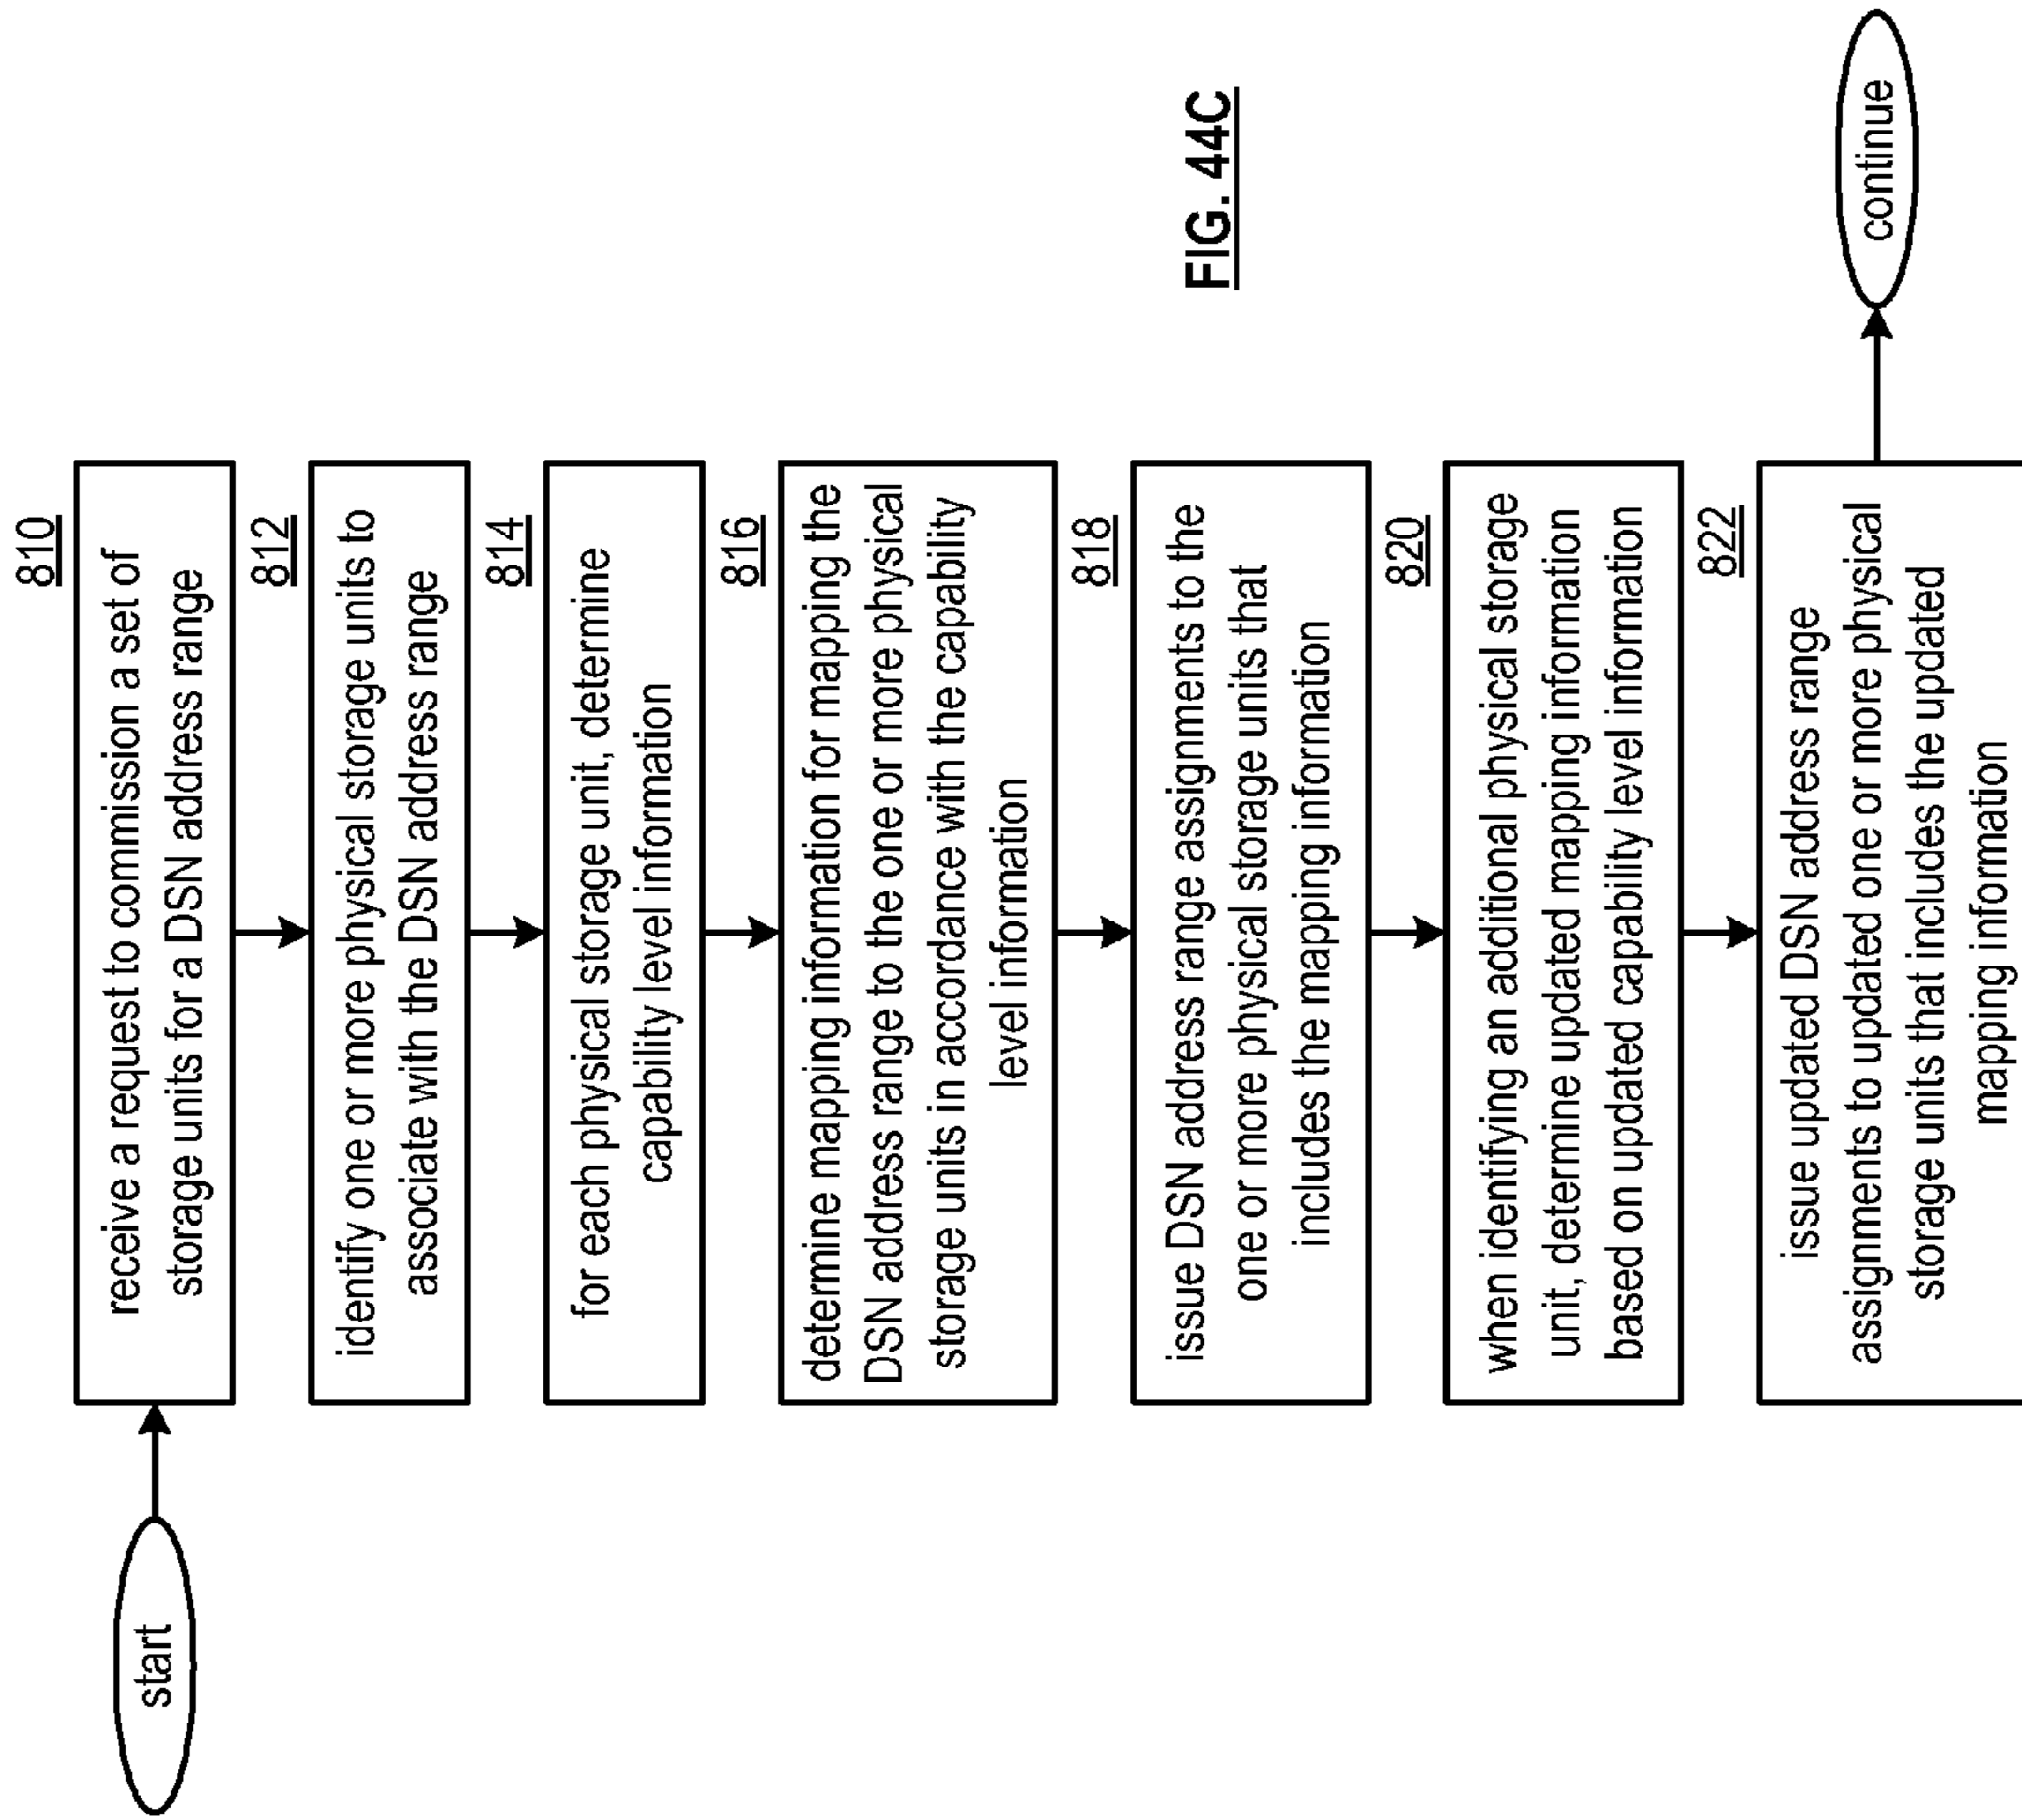 start
810
receive a request to commission a set of
storage units for a DSN address range
812
identify one or more physical storage units to
associate with the DSN address range
814
for each physical storage unit, determine
capability level information
816
determine mapping information for mapping the
DSN address range to the one or more physical
storage units in accordance with the capability
level information
818
issue DSN address range assignments to the
one or more physical storage units that
includes the mapping information
820
when identifying an additional physical storage
unit, determine updated mapping information
based on updated capability level information
822
issue updated DSN address range
assignments to updated one or more physical
storage units that includes the updated
mapping information
continue
FIG. 44C